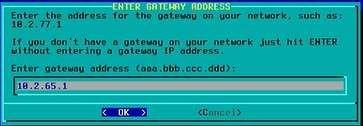 ENTER GATEWAY ADDRESS
Enter the address for the gateway on your network, such as:
10.2.77.1
If you don't have a gateway on your network just hit ENTER
without entering a gateway IP address.
Enter gateway address (aaa.bbb.ccc.ddd):
10.2.65.1
< OK > <Cancel>